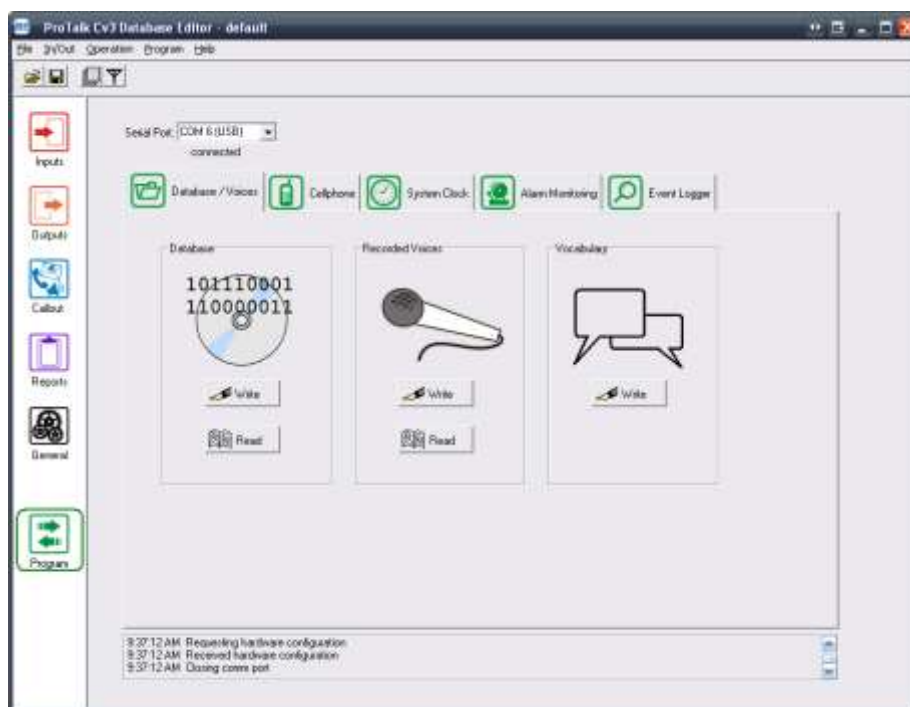 ProTalk Cv3 Database Editor - default
File In/Out Operation Program Help
Serial Port: COM 6 (USB)
connected
Inputs
Outputs
Callout
Reports
General
Program
Database / Voices Cellphone System Clock Alarm Monitoring Event Logger
Database Recorded Voices Vocabulary
101110001
110000011
Write Write Write
Read Read
9:37:12 AM Requesting hardware configuration
9:37:12 AM Received hardware configuration
9:37:12 AM Closing comm port